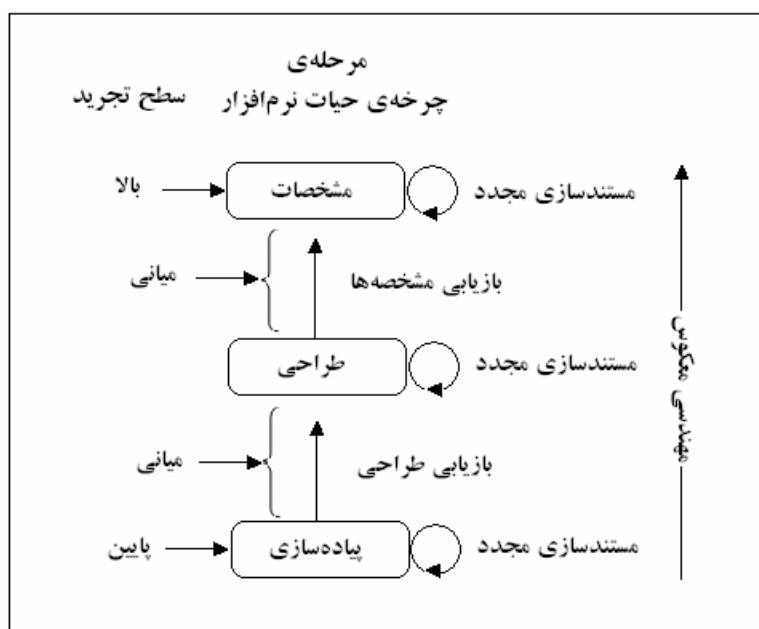 مرحله‌ی
چرخه‌ی حیات نرم‌افزار
سطح تجرید
مستندسازی مجدد
مشخصات
بالا
بازیابی مشخصه‌ها
میانی
مستندسازی مجدد
طراحی
مهندسی معکوس
بازیابی طراحی
میانی
مستندسازی مجدد
پیاده‌سازی
پایین